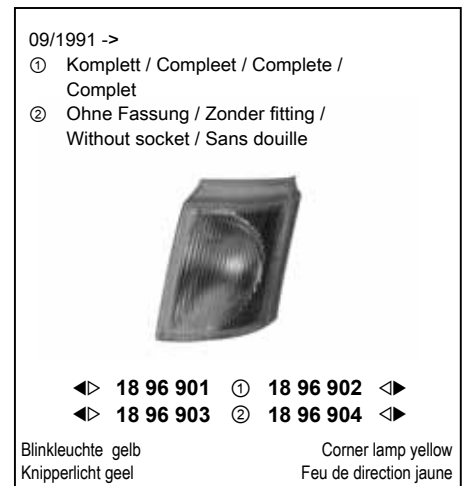 09/1991 ->
① Komplett / Compleet / Complete /
Complet
② Ohne Fassung / Zonder fitting /
Without socket / Sans douille
◀▷ 18 96 901 ① 18 96 902 ◁▶
◀▷ 18 96 903 ② 18 96 904 ◁▶
Blinkleuchte gelb Corner lamp yellow
Knipperlicht geel Feu de direction jaune